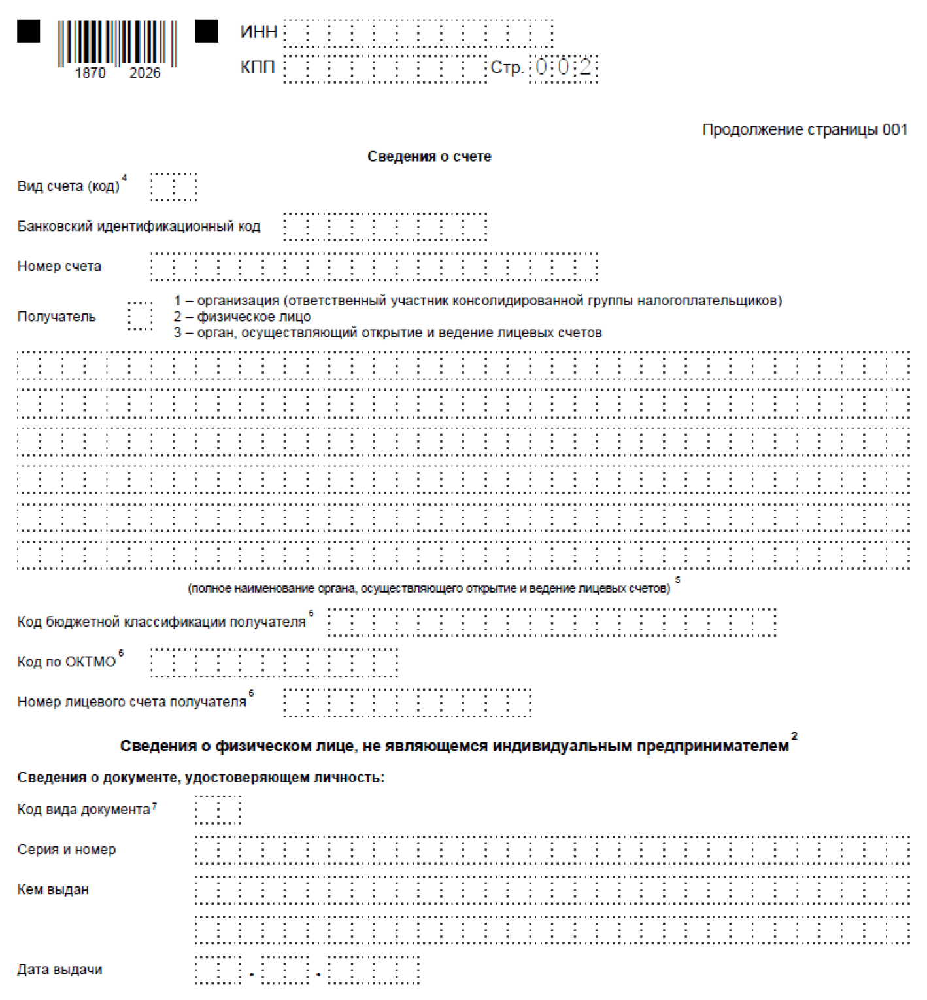 ИНН
1870 2026
КПП Стр. 002
Продолжение страницы 001
Сведения о счете
Вид счета (код) 4
Банковский идентификационный код
Номер счета
1 – организация (ответственный участник консолидированной группы налогоплательщиков)
Получатель 2 – физическое лицо
3 – орган, осуществляющий открытие и ведение лицевых счетов
(полное наименование органа, осуществляющего открытие и ведение лицевых счетов) 5
Код бюджетной классификации получателя 6
Код по ОКТМО 6
Номер лицевого счета получателя 6
Сведения о физическом лице, не являющемся индивидуальным предпринимателем 2
Сведения о документе, удостоверяющем личность:
Код вида документа 7
Серия и номер
Кем выдан
Дата выдачи . .